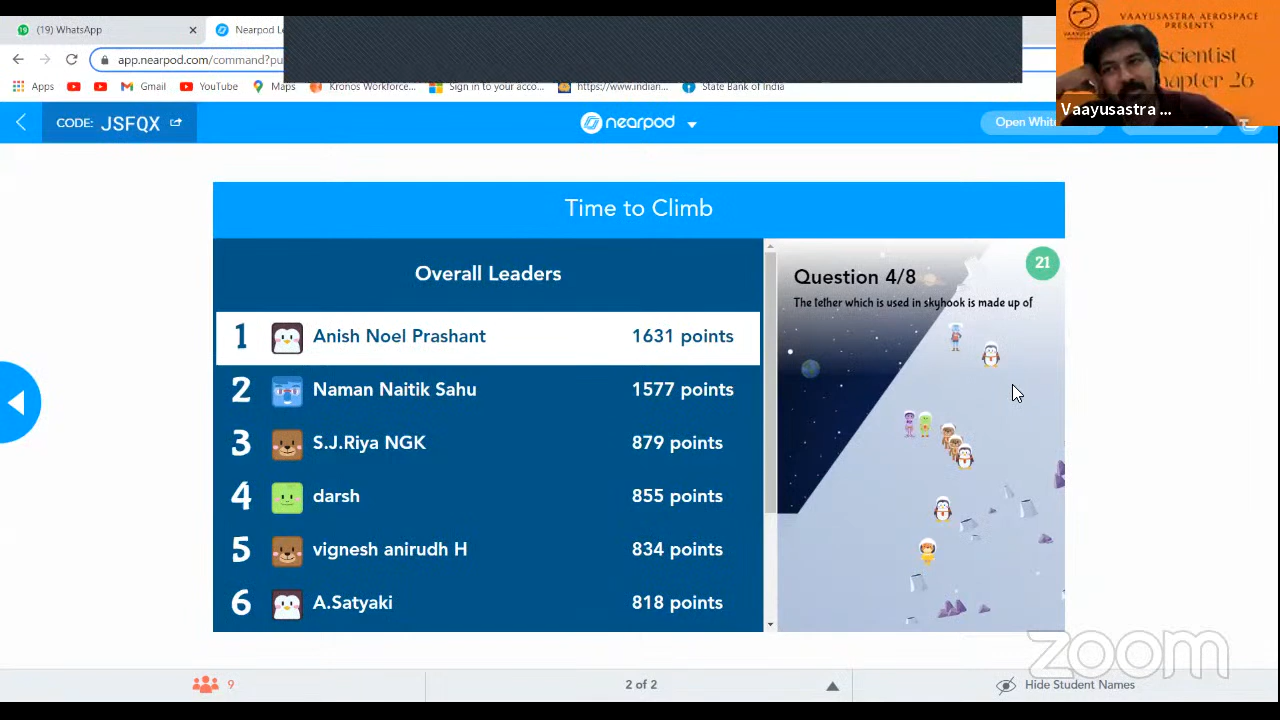 (19) WhatsApp
Nearpod Le
app.nearpod.com/command?pu
Apps
Gmail
YouTube
Maps
Kronos Workforce...
Sign in to your acco...
https://www.indian...
State Bank of India
VAAYUSASTRA AEROSPACE
PRESENTS
scientist
hapter 26
Vaayusastra ...
CODE: JSFQX
nearpod
Open Whit
Time to Climb
Overall Leaders
1 Anish Noel Prashant 1631 points
2 Naman Naitik Sahu 1577 points
3 S.J.Riya NGK 879 points
4 darsh 855 points
5 vignesh anirudh H 834 points
6 A.Satyaki 818 points
21
Question 4/8
The tether which is used in skyhook is made up of
zoom
9
2 of 2
Hide Student Names